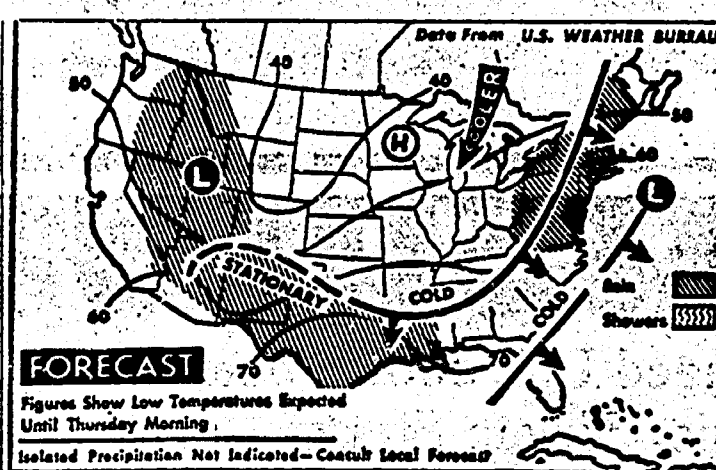 Data From U.S. WEATHER BUREAU
40
40
50
COOLER
H
50
60
L
L
STATIONARY
COLD
COLD
Rain
Showers
60
70
70
FORECAST
Figures Show Low Temperatures Expected
Until Thursday Morning
Isolated Precipitation Not Indicated—Consult Local Forecast